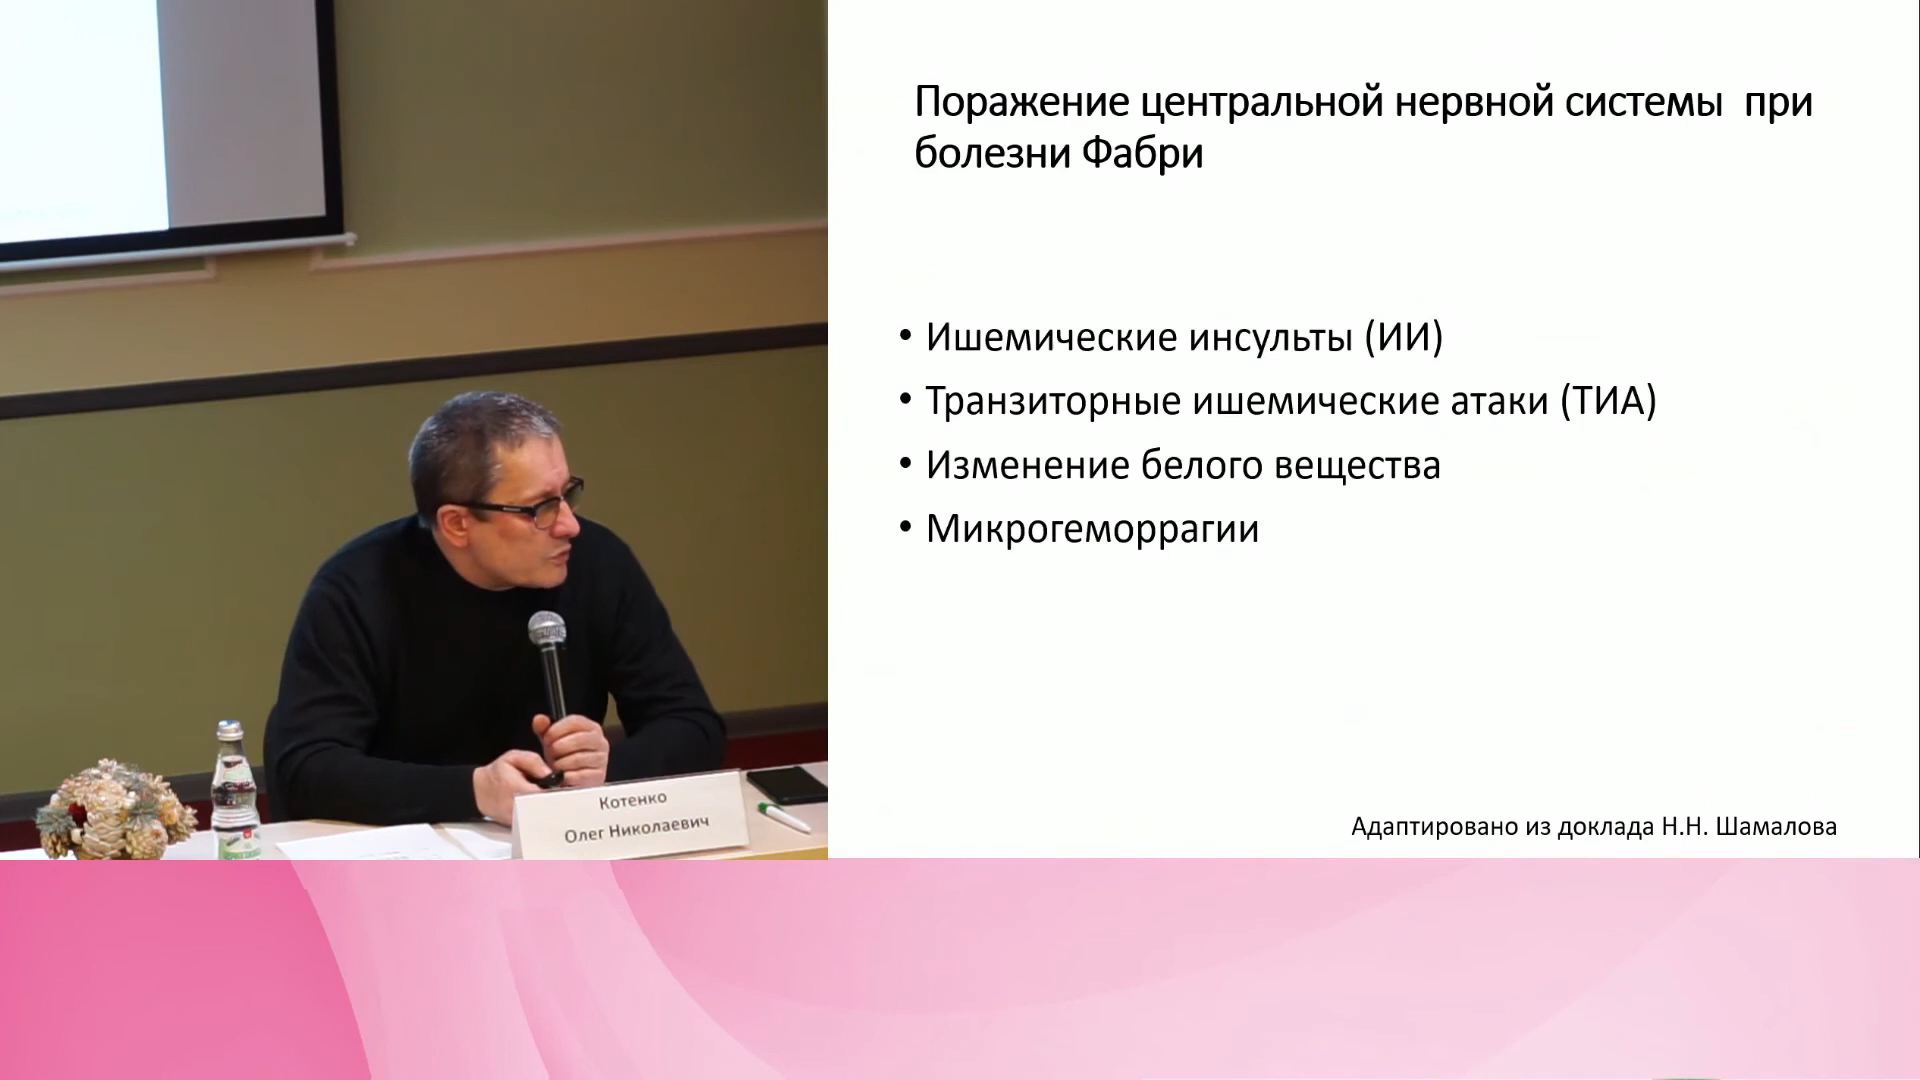 Поражение центральной нервной системы при
болезни Фабри
• Ишемические инсульты (ИИ)
• Транзиторные ишемические атаки (ТИА)
• Изменение белого вещества
• Микрогеморрагии
Адаптировано из доклада Н.Н. Шамалова
Котенко
Олег Николаевич